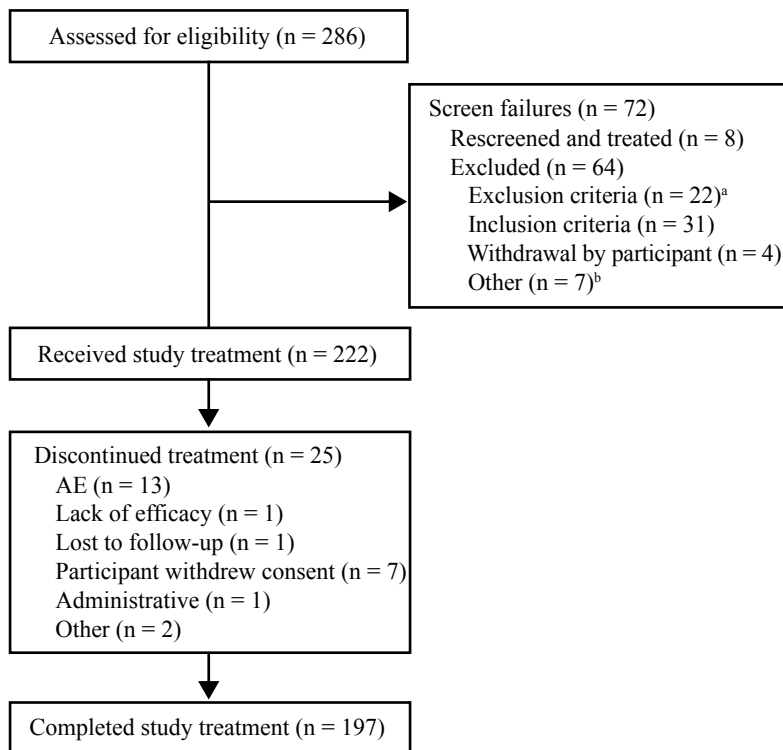 Assessed for eligibility (n = 286)
Screen failures (n = 72)
Rescreened and treated (n = 8)
Excluded (n = 64)
Exclusion criteria (n = 22)ᵃ
Inclusion criteria (n = 31)
Withdrawal by participant (n = 4)
Other (n = 7)ᵇ
Received study treatment (n = 222)
Discontinued treatment (n = 25)
AE (n = 13)
Lack of efficacy (n = 1)
Lost to follow-up (n = 1)
Participant withdrew consent (n = 7)
Administrative (n = 1)
Other (n = 2)
Completed study treatment (n = 197)